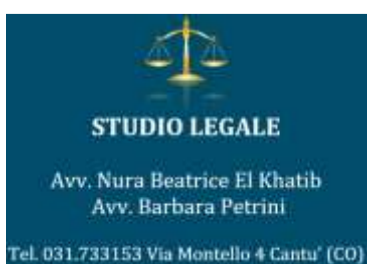 STUDIO LEGALE
Avv. Nura Beatrice El Khatib
Avv. Barbara Petrini
Tel. 031.733153 Via Montello 4 Cantu' (CO)